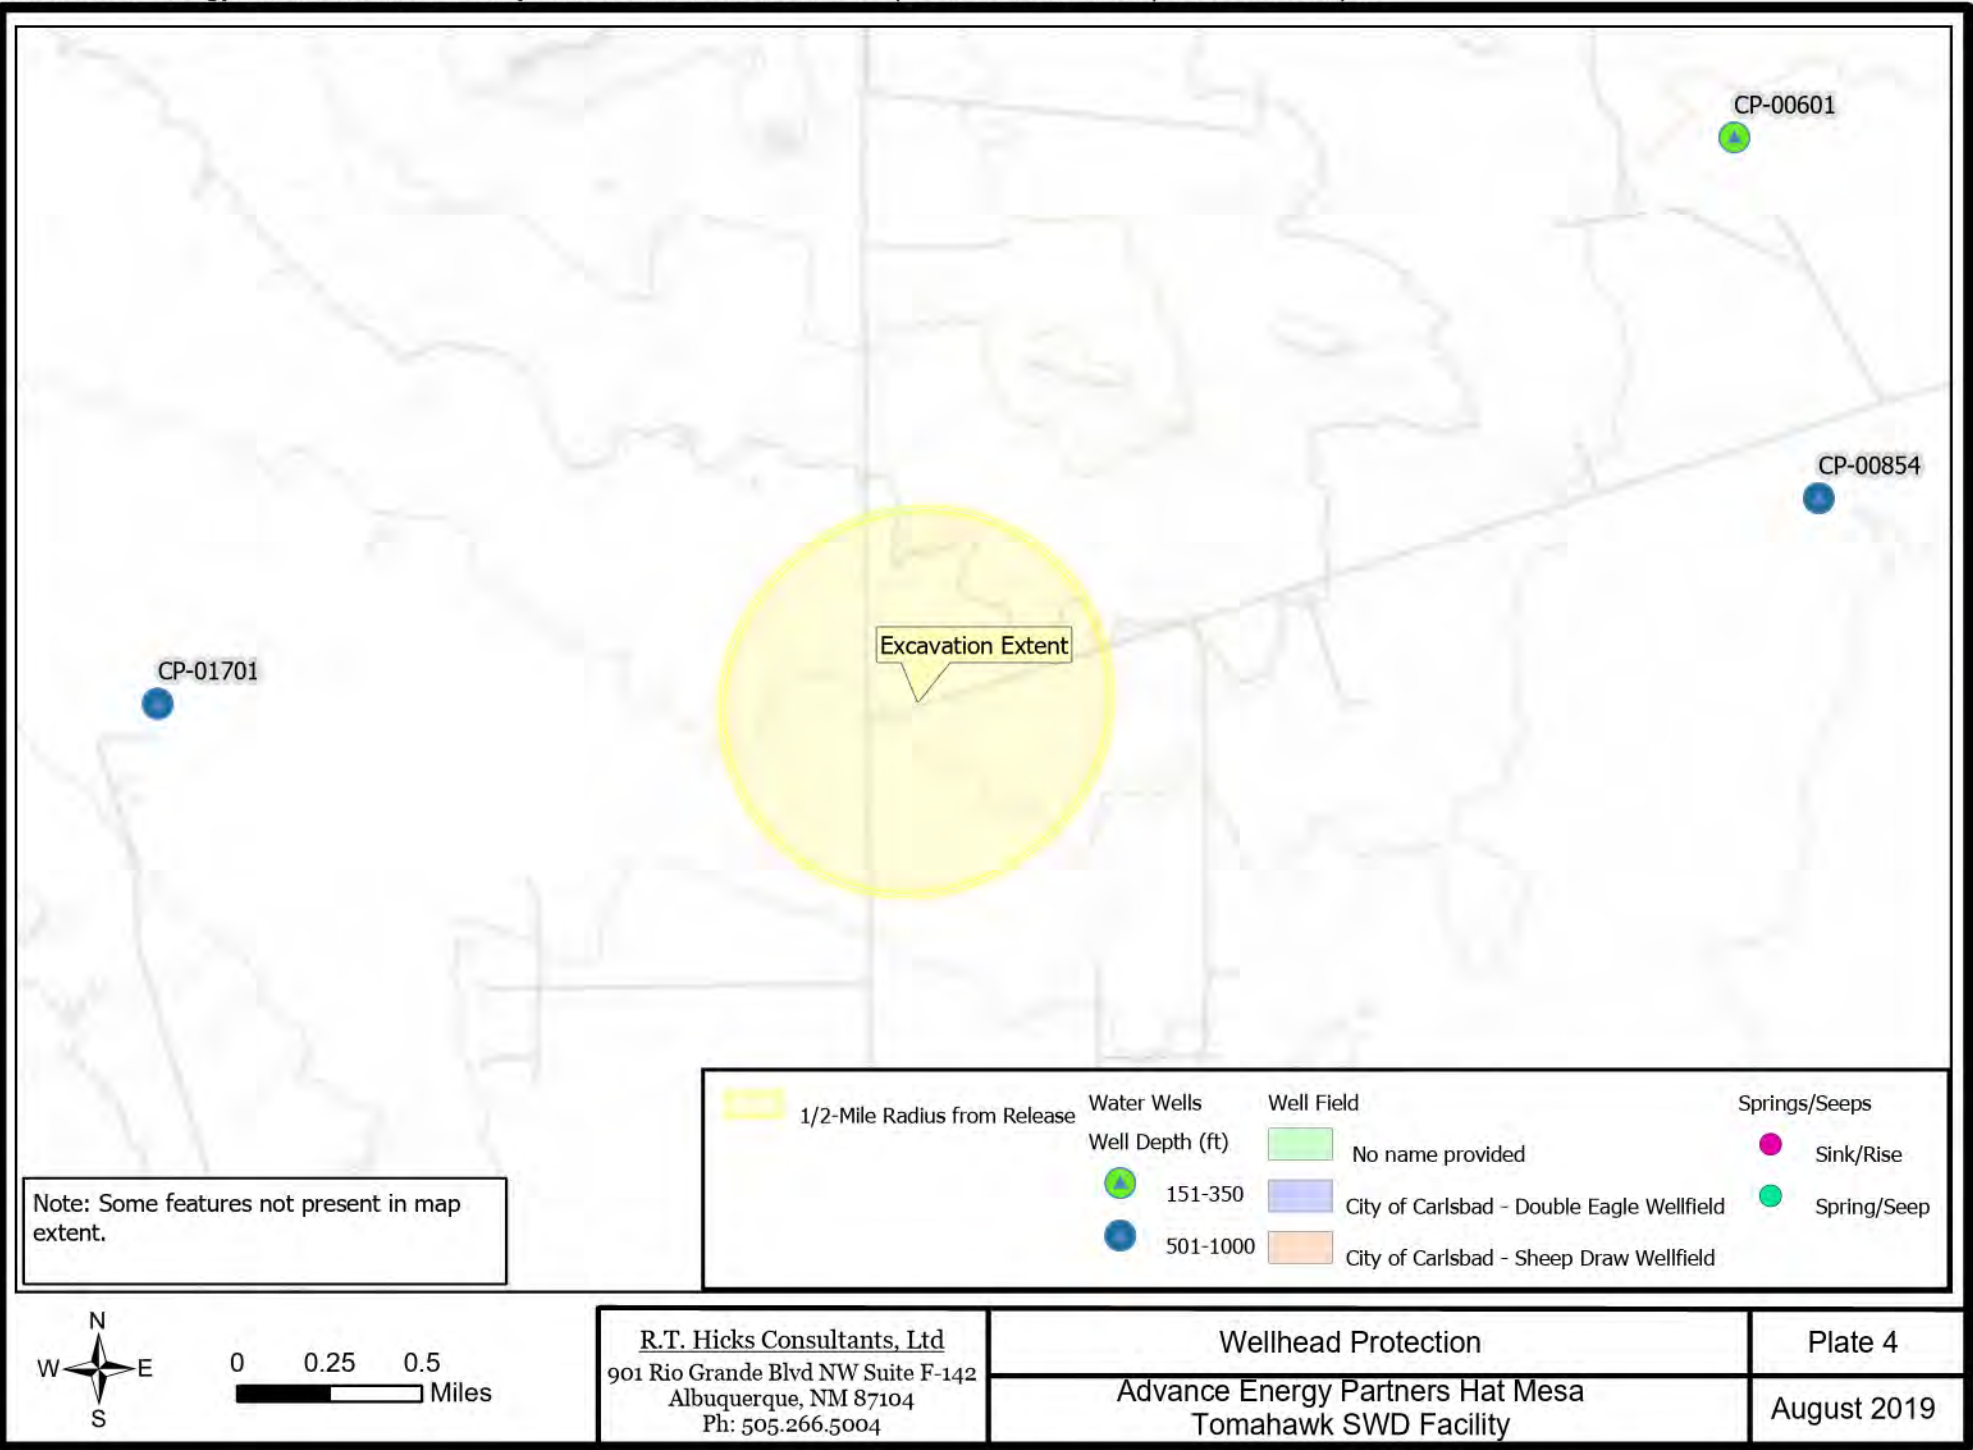 CP-00601
CP-00854
Excavation Extent
CP-01701
1/2-Mile Radius from Release
Water Wells
Well Depth (ft)
151-350
501-1000
Well Field
No name provided
City of Carlsbad - Double Eagle Wellfield
City of Carlsbad - Sheep Draw Wellfield
Springs/Seeps
Sink/Rise
Spring/Seep
Note: Some features not present in map
extent.
N
W E
S
0 0.25 0.5
Miles
R.T. Hicks Consultants, Ltd
901 Rio Grande Blvd NW Suite F-142
Albuquerque, NM 87104
Ph: 505.266.5004
Wellhead Protection
Advance Energy Partners Hat Mesa
Tomahawk SWD Facility
Plate 4
August 2019